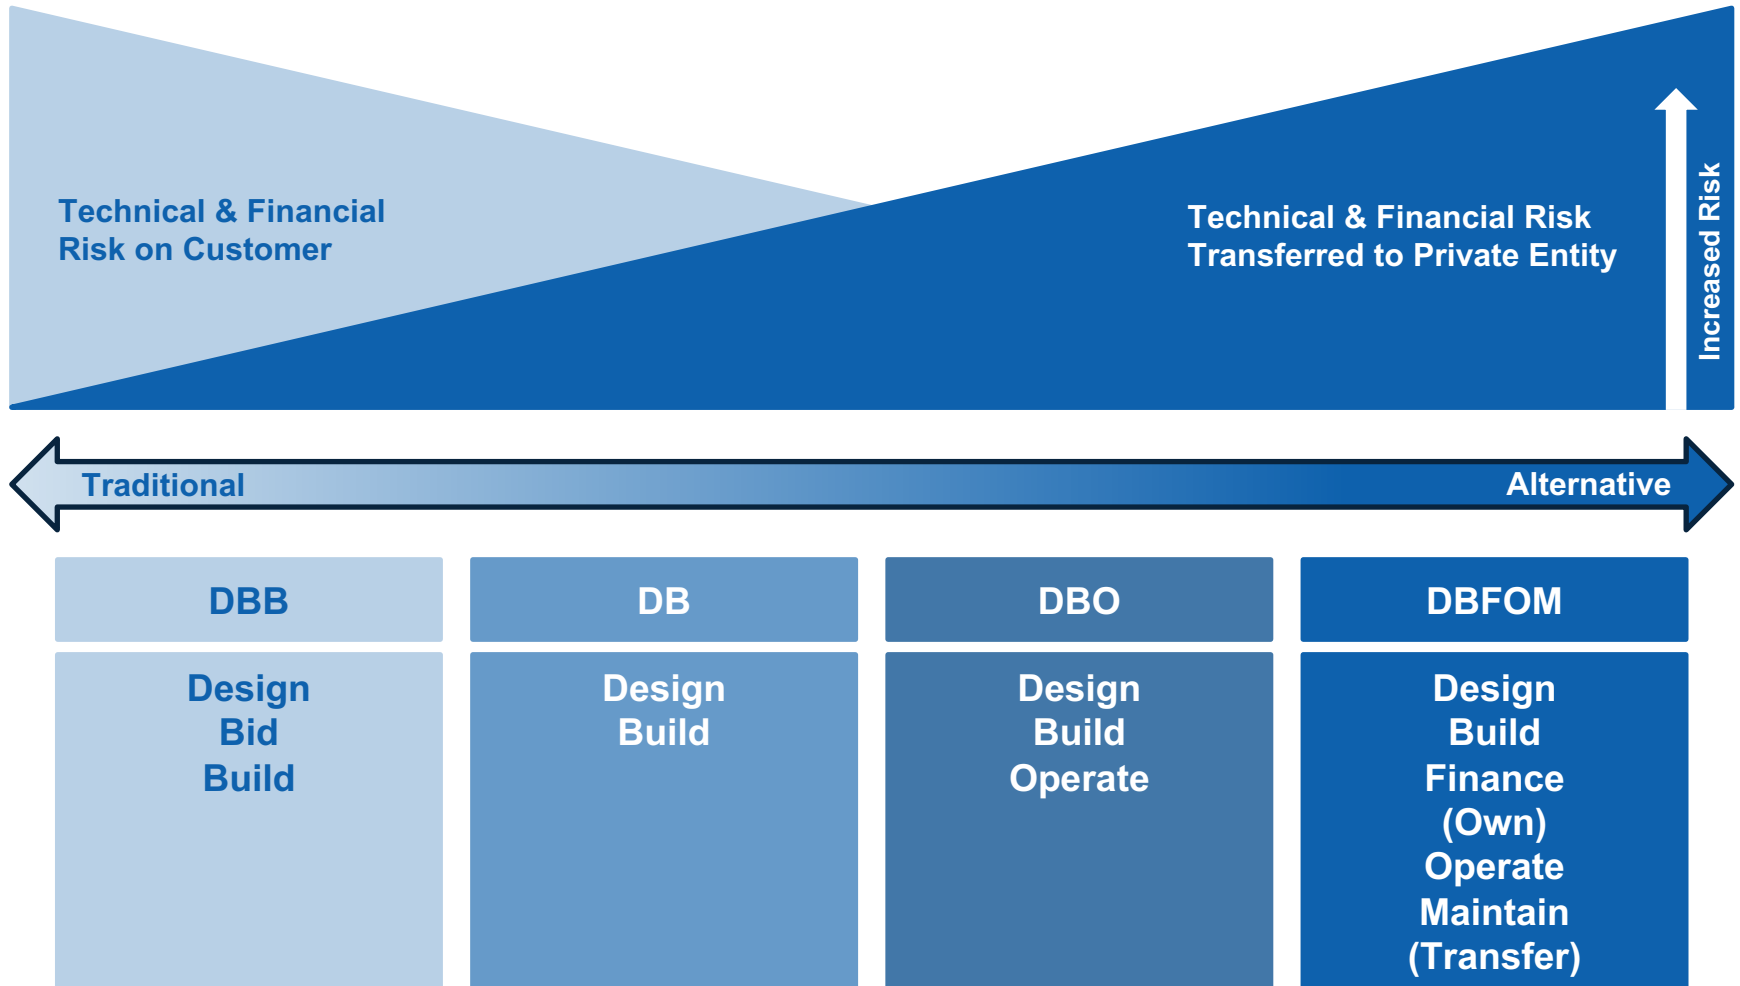 Technical & Financial
Risk on Customer
Technical & Financial Risk
Transferred to Private Entity
Increased Risk
Traditional
Alternative
DBB
DB
DBO
DBFOM
Design
Bid
Build
Design
Build
Design
Build
Operate
Design
Build
Finance
(Own)
Operate
Maintain
(Transfer)